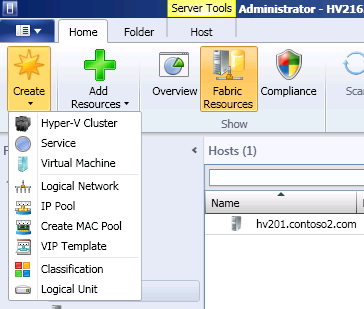 Server Tools
Administrator - HV216
Home
Folder
Host
Create
Add
Resources
Overview
Fabric
Resources
Compliance
Sca
Show
Hyper-V Cluster
Service
Virtual Machine
Logical Network
IP Pool
Create MAC Pool
VIP Template
Classification
Logical Unit
Hosts (1)
Name
hv201.contoso2.com